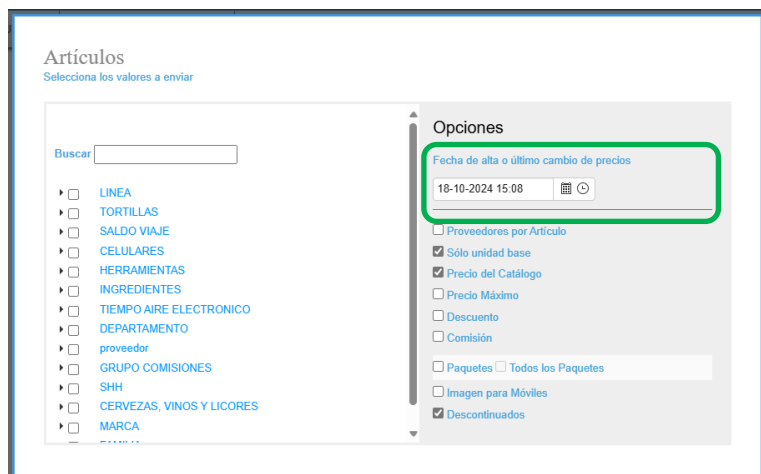 Artículos
Selecciona los valores a enviar
Buscar
LINEA
TORTILLAS
SALDO VIAJE
CELULARES
HERRAMIENTAS
INGREDIENTES
TIEMPO AIRE ELECTRONICO
DEPARTAMENTO
proveedor
GRUPO COMISIONES
SHH
CERVEZAS, VINOS Y LICORES
MARCA
Opciones
Fecha de alta o último cambio de precios
18-10-2024 15:08
Proveedores por Artículo
Sólo unidad base
Precio del Catálogo
Precio Máximo
Descuento
Comisión
Paquetes Todos los Paquetes
Imagen para Móviles
Descontinuados